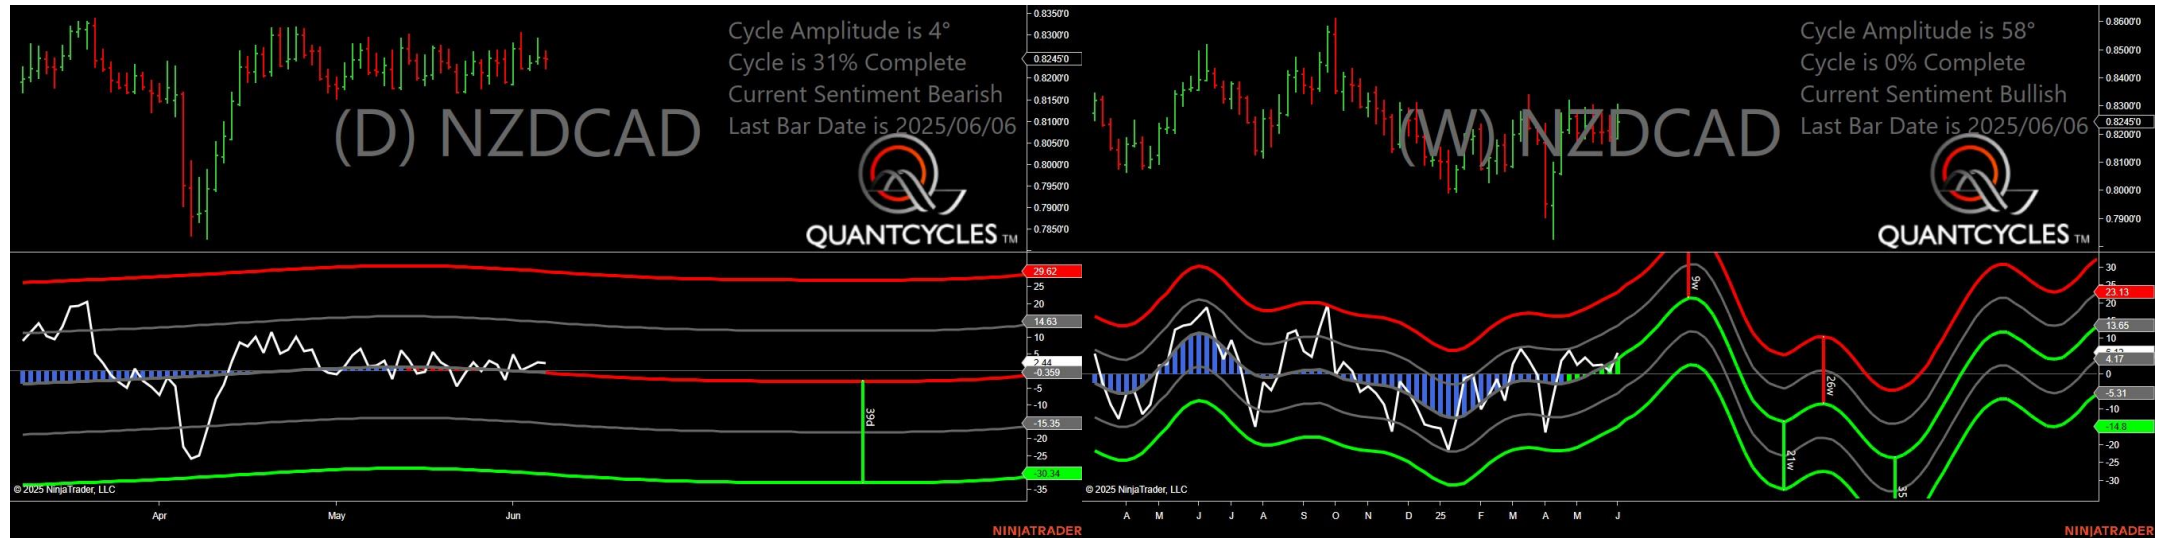 Cycle Amplitude is 4°
Cycle is 31% Complete
Current Sentiment Bearish
Last Bar Date is 2025/06/06
(D) NZDCAD
QUANTCYCLES TM
0.8350'0
0.8300'0
0.8245'0
0.8200'0
0.8150'0
0.8100'0
0.8050'0
0.8000'0
0.7950'0
0.7900'0
0.7850'0
29.62
25
20
14.63
10
5
2.44
-0.359
-5
-10
-15.35
-20
-25
-30.34
-35
39d
© 2025 NinjaTrader, LLC
Apr
May
Jun
NINJATRADER
Cycle Amplitude is 58°
Cycle is 0% Complete
Current Sentiment Bullish
Last Bar Date is 2025/06/06
(W) NZDCAD
QUANTCYCLES TM
0.8600'0
0.8500'0
0.8400'0
0.8300'0
0.8245'0
0.8200'0
0.8100'0
0.8000'0
0.7900'0
30
23.13
20
13.65
10
4.17
0
-5.31
-10
-14.8
-20
-25
-30
9w
26w
21w
© 2025 NinjaTrader, LLC
A
M
J
J
A
S
O
N
D
25
F
M
A
M
J
NINJATRADER